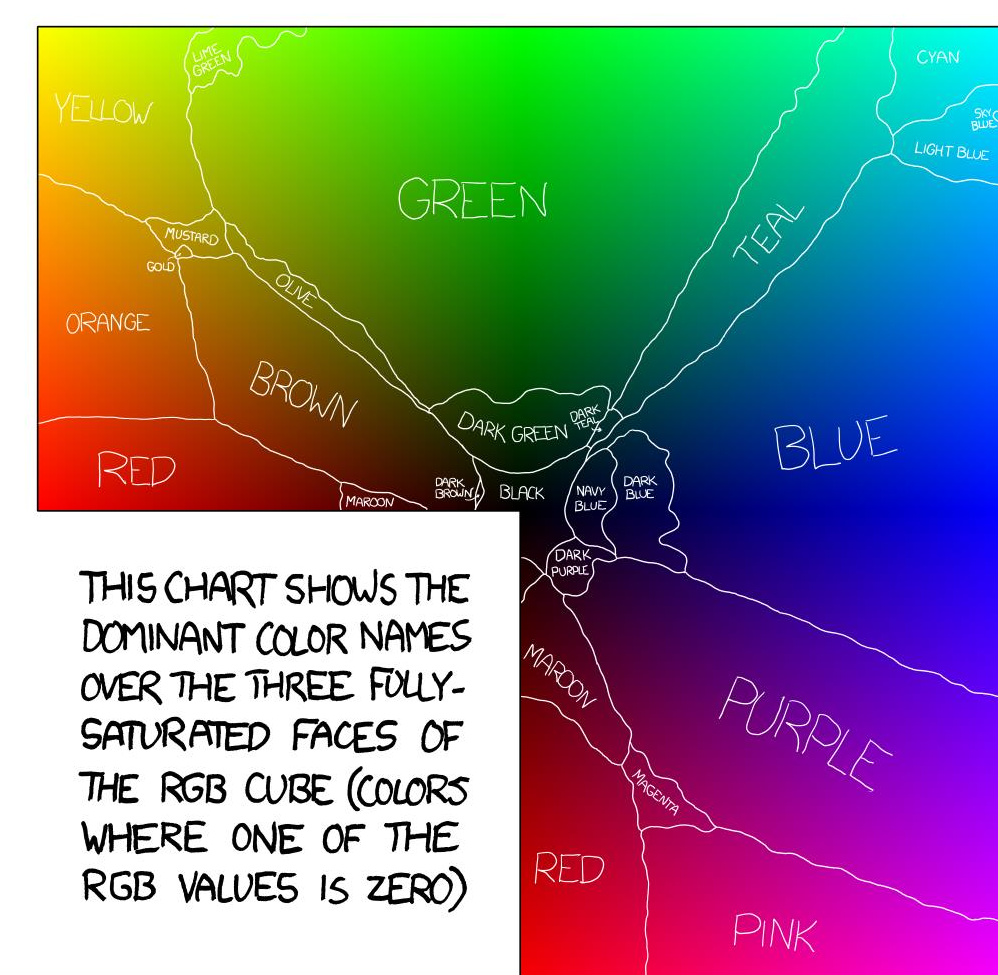 LIME
GREEN
CYAN
YELLOW
SKY
BLUE
LIGHT BLUE
GREEN
TEAL
MUSTARD
GOLD
OLIVE
ORANGE
BROWN
DARK GREEN
DARK
TEAL
BLUE
RED
MAROON
DARK
BROWN
BLACK
NAVY
BLUE
DARK
BLUE
DARK
PURPLE
MAROON
PURPLE
MAGENTA
RED
PINK
THIS CHART SHOWS THE
DOMINANT COLOR NAMES
OVER THE THREE FULLY-
SATURATED FACES OF
THE RGB CUBE (COLORS
WHERE ONE OF THE
RGB VALUES IS ZERO)